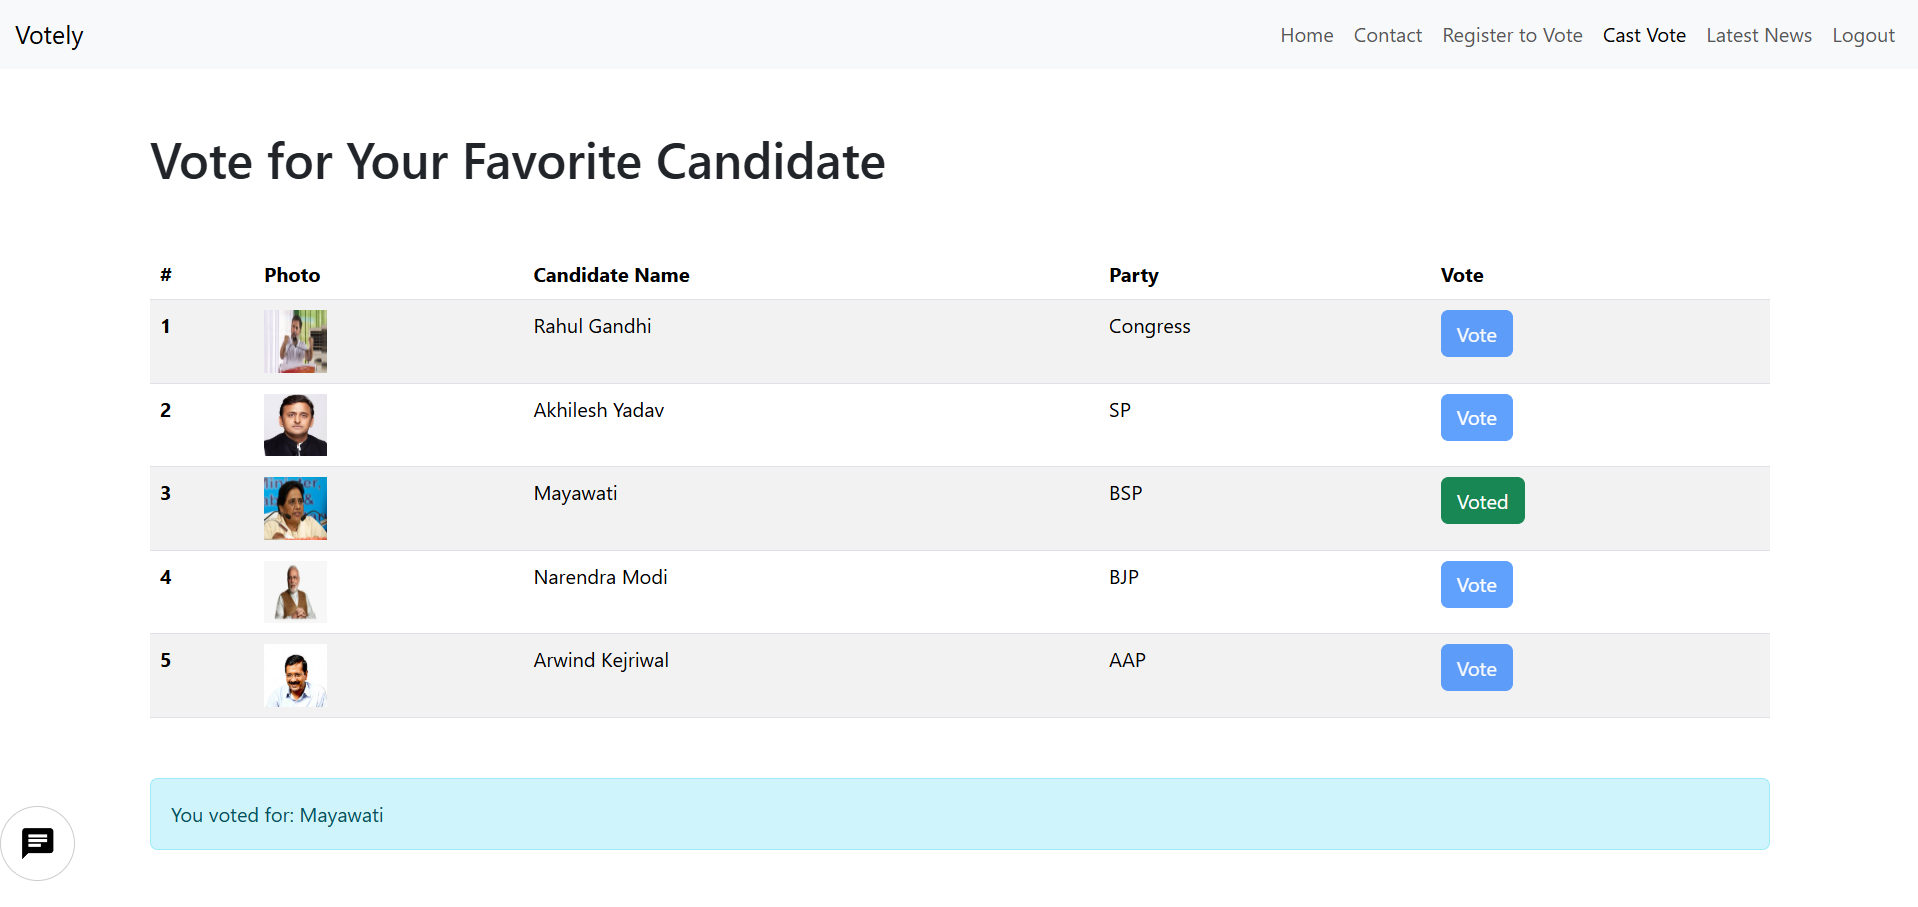 Votely Home Contact Register to Vote Cast Vote Latest News Logout
Vote for Your Favorite Candidate
# Photo Candidate Name Party Vote
1 Rahul Gandhi Congress Vote
2 Akhilesh Yadav SP Vote
3 Mayawati BSP Voted
4 Narendra Modi BJP Vote
5 Arwind Kejriwal AAP Vote
You voted for: Mayawati